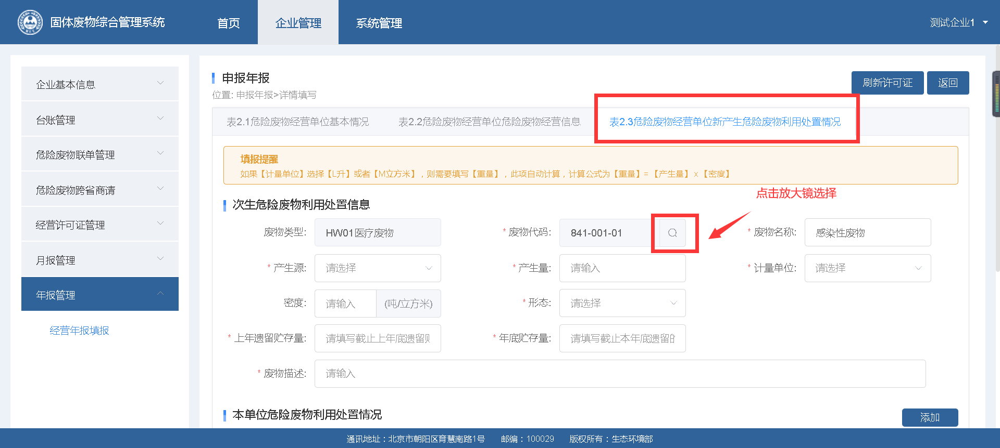 固体废物综合管理系统
首页
企业管理
系统管理
测试企业1
企业基本信息
台账管理
危险废物联单管理
危险废物跨省商请
经营许可证管理
月报管理
年报管理
经营年报填报
申报年报
位置: 申报年报>详情填写
刷新许可证
返回
表2.1危险废物经营单位基本情况
表2.2危险废物经营单位危险废物经营信息
表2.3危险废物经营单位新产生危险废物利用处置情况
填报提醒
如果【计量单位】选择【L升】或者【M立方米】，则需要填写【重量】，此项自动计算，计算公式为【重量】= 【产生量】x 【密度】
点击放大镜选择
次生危险废物利用处置信息
废物类型: HW01医疗废物
* 废物代码: 841-001-01
* 废物名称: 感染性废物
* 产生源: 请选择
* 产生量: 请输入
* 计量单位: 请选择
密度: 请输入 (吨/立方米)
* 形态: 请选择
* 上年遗留贮存量: 请填写截止上年底遗留
* 年底贮存量: 请填写截止本年底遗留
* 废物描述: 请输入
本单位危险废物利用处置情况
添加
通讯地址：北京市朝阳区育慧南路1号 邮编：100029 版权所有：生态环境部